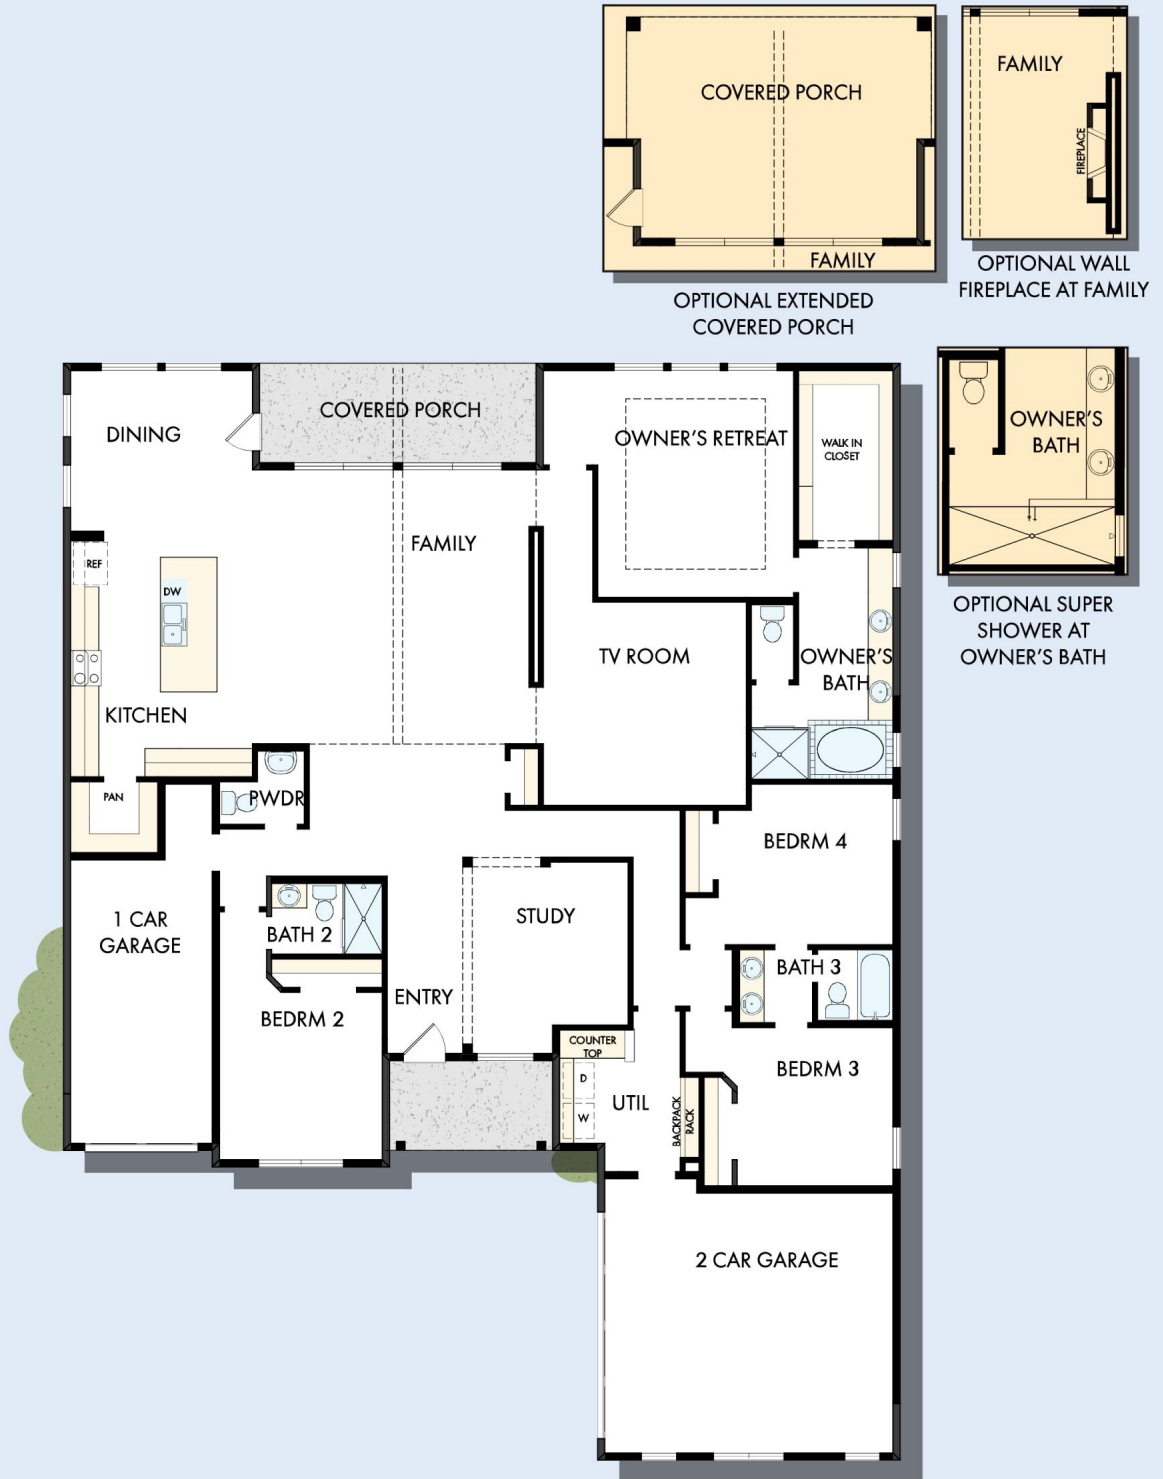 COVERED PORCH
FAMILY
OPTIONAL EXTENDED
COVERED PORCH
FAMILY
FIREPLACE
OPTIONAL WALL
FIREPLACE AT FAMILY
OWNER'S
BATH
OPTIONAL SUPER
SHOWER AT
OWNER'S BATH
DINING
COVERED PORCH
OWNER'S RETREAT
WALK IN
CLOSET
FAMILY
REF
DW
KITCHEN
TV ROOM
OWNER'S
BATH
PAN
PWDR
BEDRM 4
1 CAR
GARAGE
BATH 2
STUDY
BATH 3
ENTRY
BEDRM 2
COUNTER
TOP
D
W
UTIL
BACKPACK
RACK
BEDRM 3
2 CAR GARAGE